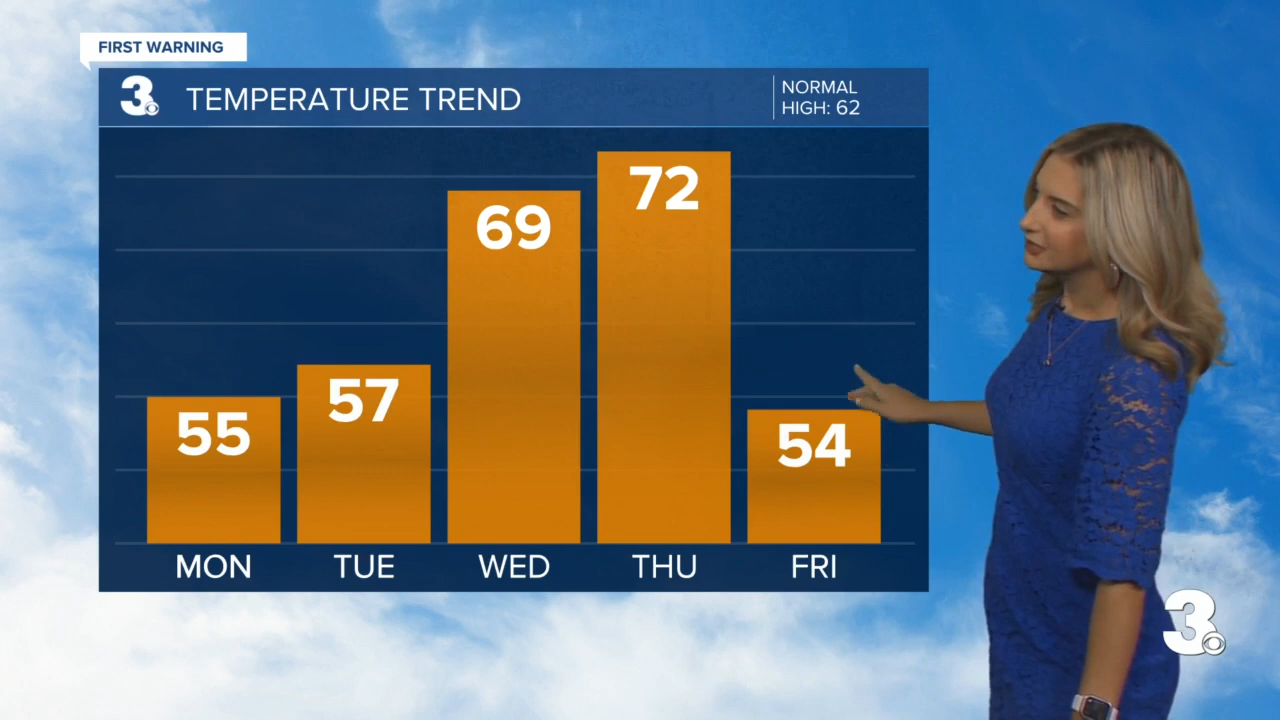 FIRST WARNING
3
TEMPERATURE TREND
NORMAL
HIGH: 62
55
57
69
72
54
MON
TUE
WED
THU
FRI
3